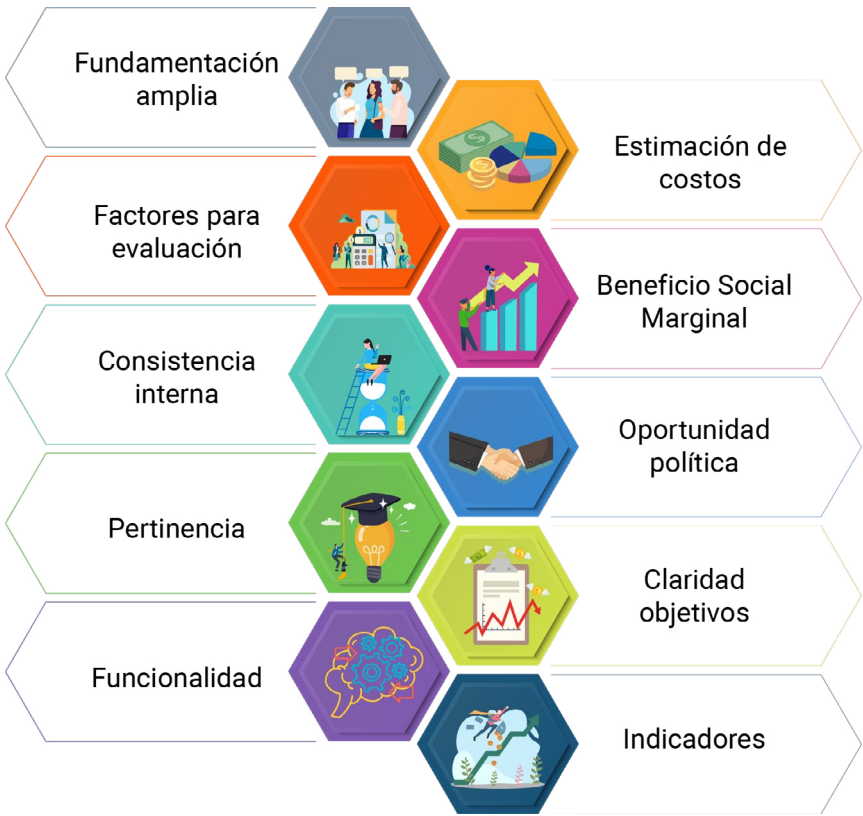 Fundamentación
amplia
Estimación de
costos
Factores para
evaluación
Beneficio Social
Marginal
Consistencia
interna
Oportunidad
política
Pertinencia
Claridad
objetivos
Funcionalidad
Indicadores